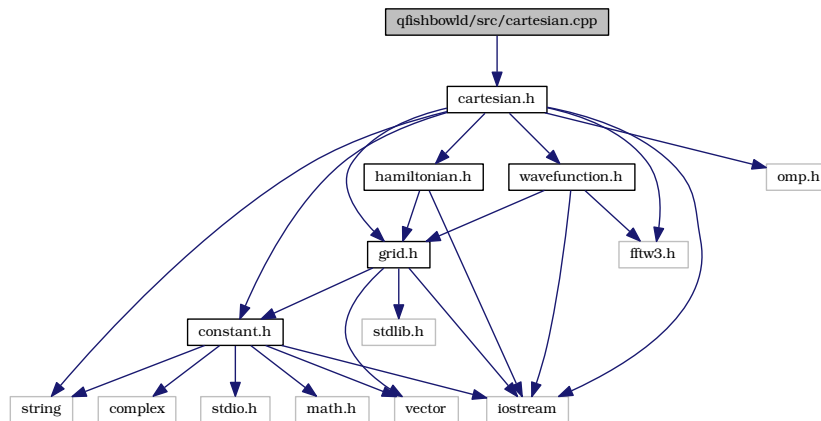 qfishbowld/src/cartesian.cpp
cartesian.h
hamiltonian.h
wavefunction.h
omp.h
grid.h
fftw3.h
constant.h
stdlib.h
string
complex
stdio.h
math.h
vector
iostream